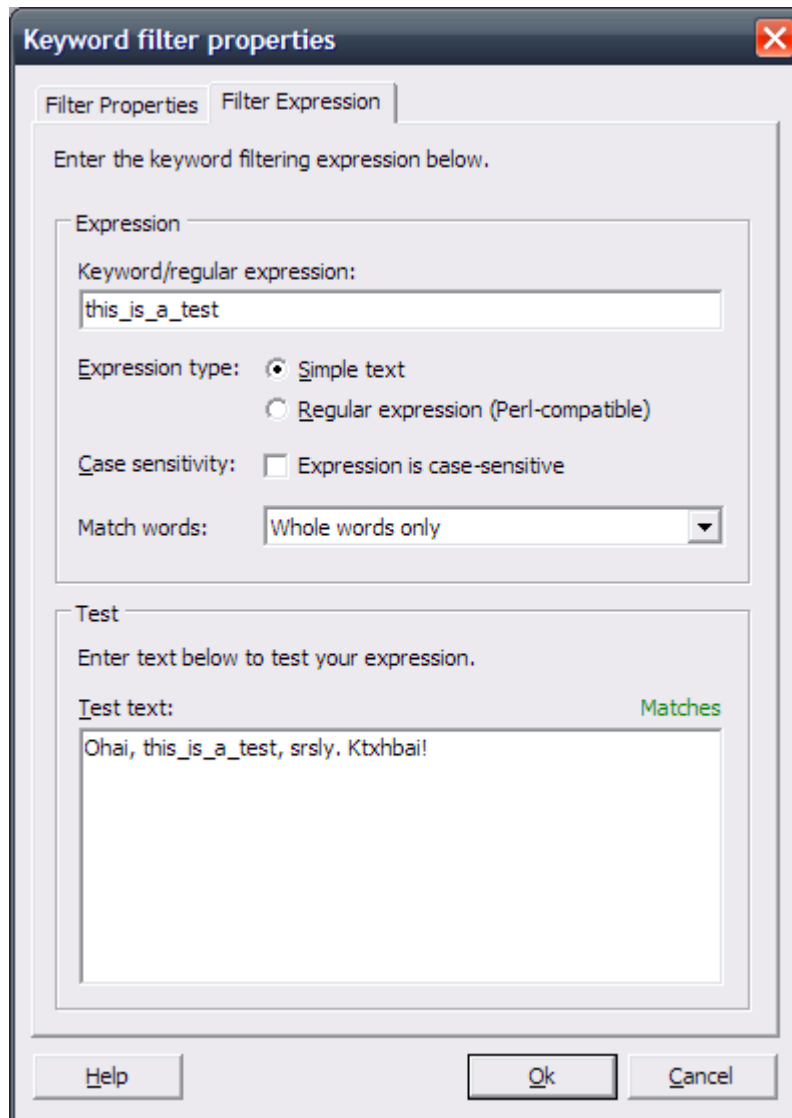 Keyword filter properties
Filter Properties Filter Expression
Enter the keyword filtering expression below.
Expression
Keyword/regular expression:
this_is_a_test
Expression type: Simple text
Regular expression (Perl-compatible)
Case sensitivity: Expression is case-sensitive
Match words: Whole words only
Test
Enter text below to test your expression.
Test text: Matches
Ohai, this_is_a_test, srsly. Ktxhbai!
Help Ok Cancel